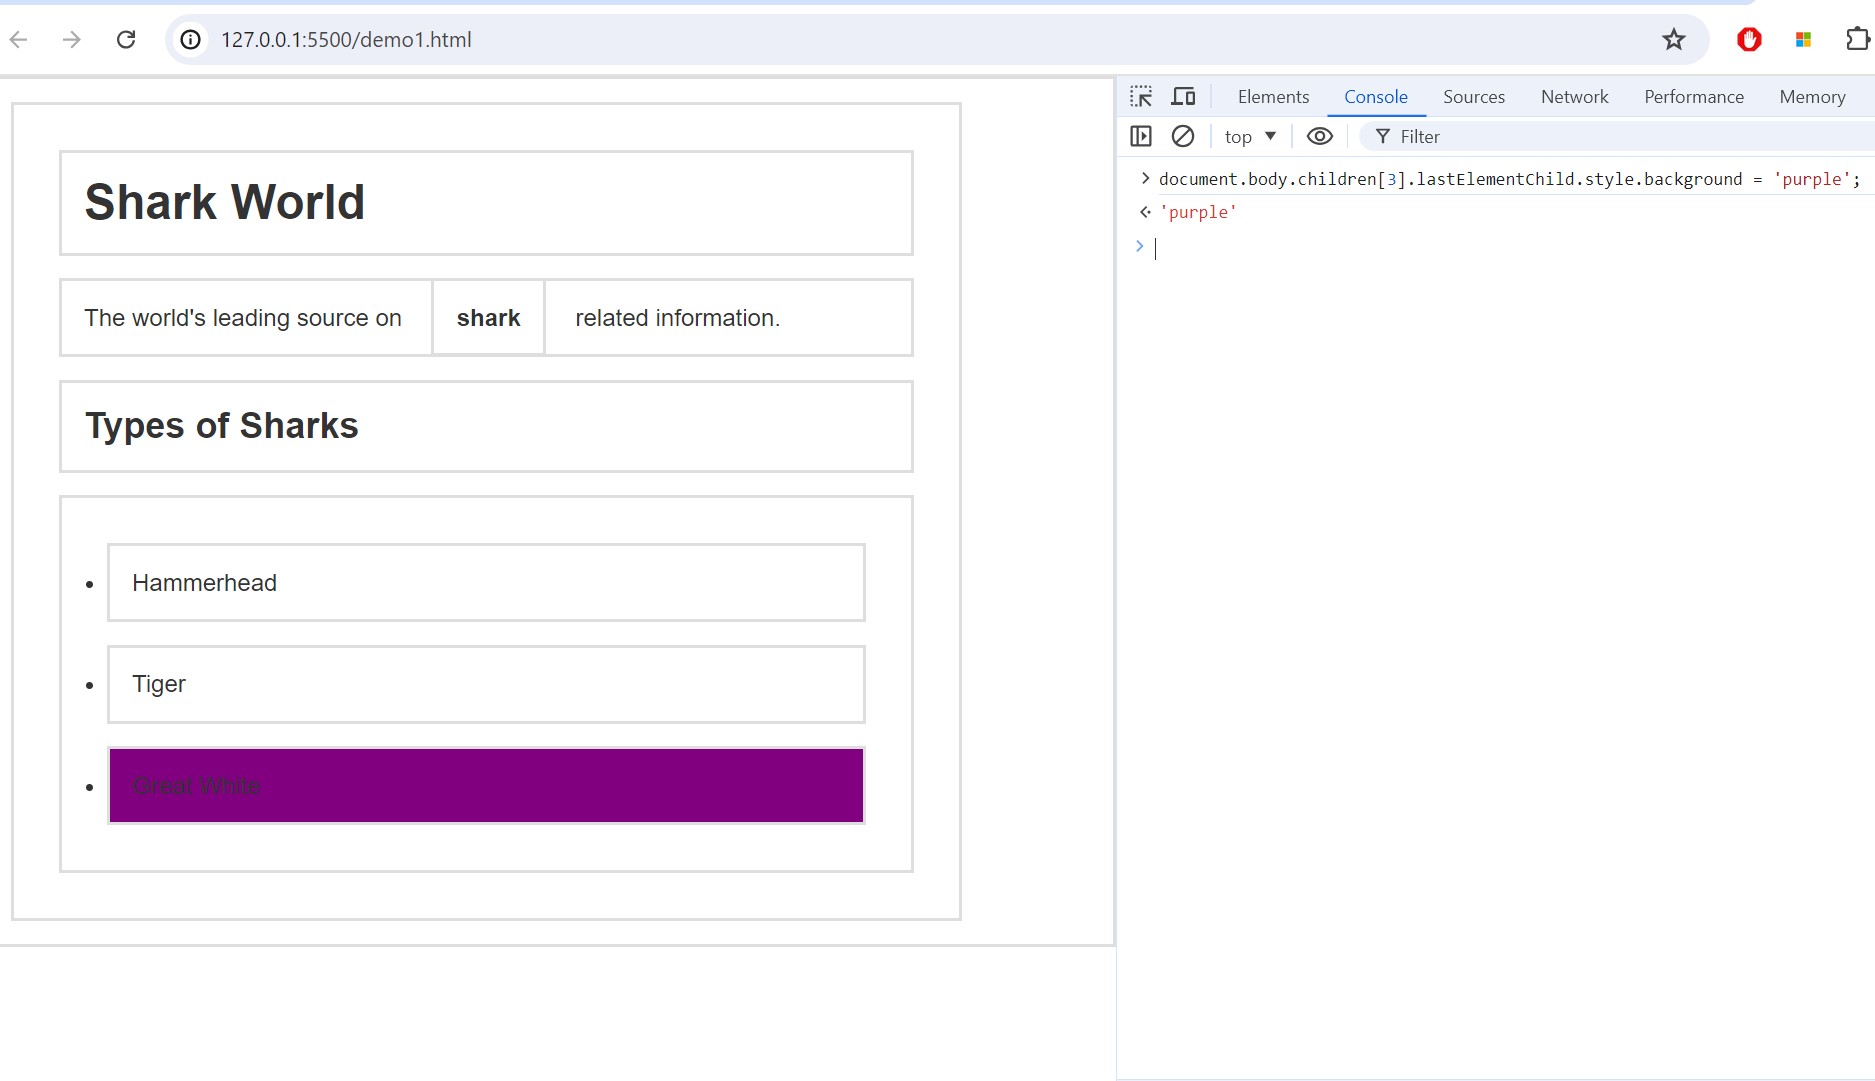 127.0.0.1:5500/demo1.html
Elements Console Sources Network Performance Memory
top Filter
document.body.children[3].lastElementChild.style.background = 'purple';
'purple'
Shark World
The world's leading source on shark related information.
Types of Sharks
Hammerhead
Tiger
Great White